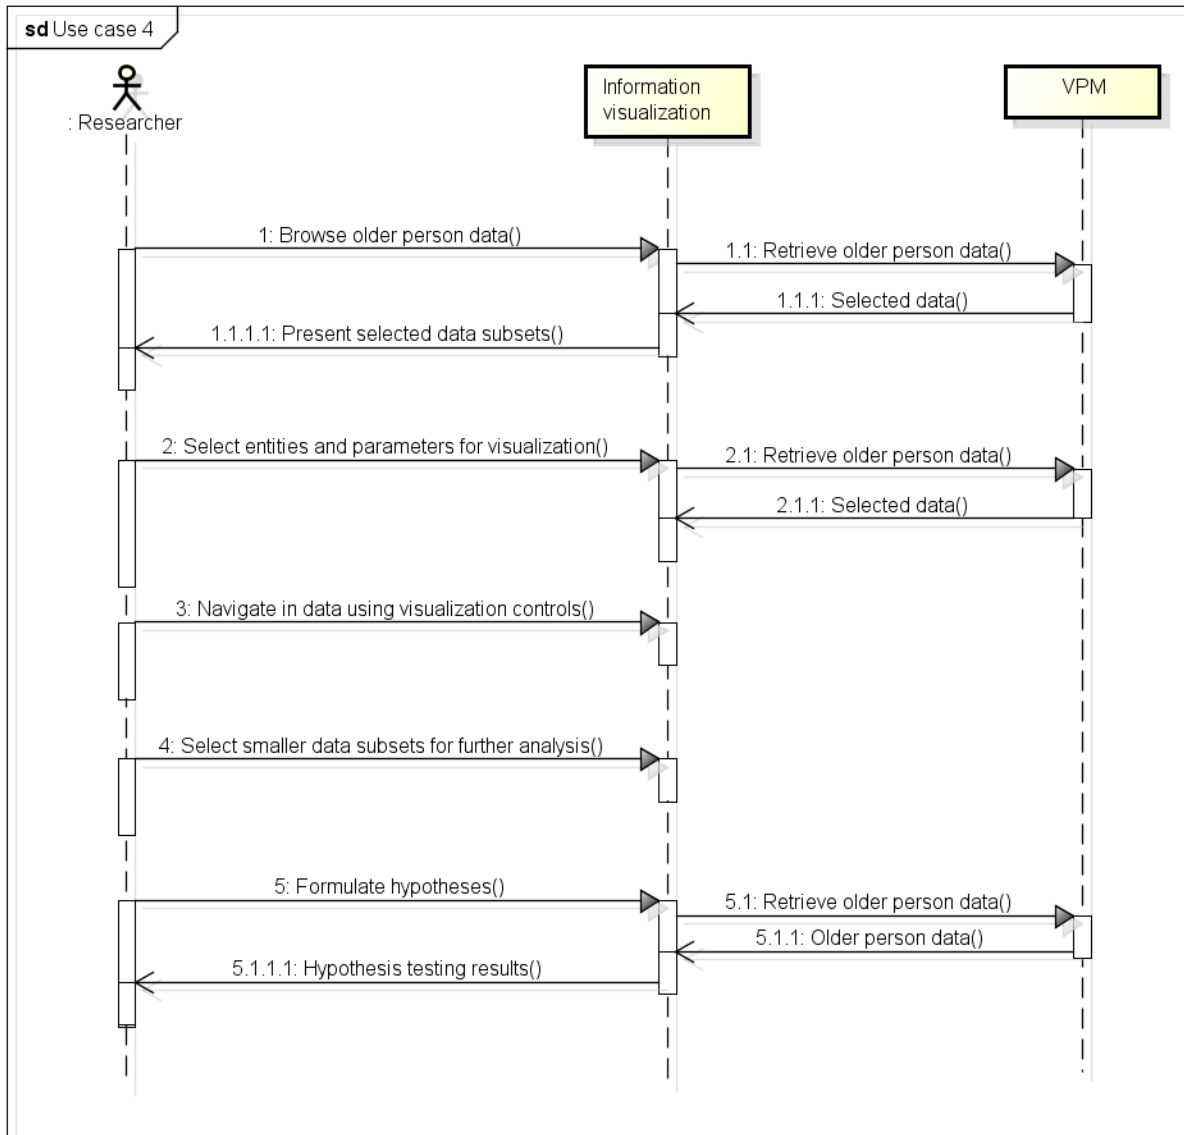 sd Use case 4
: Researcher
Information
visualization
VPM
1: Browse older person data()
1.1: Retrieve older person data()
1.1.1: Selected data()
1.1.1.1: Present selected data subsets()
2: Select entities and parameters for visualization()
2.1: Retrieve older person data()
2.1.1: Selected data()
3: Navigate in data using visualization controls()
4: Select smaller data subsets for further analysis()
5: Formulate hypotheses()
5.1: Retrieve older person data()
5.1.1: Older person data()
5.1.1.1: Hypothesis testing results()